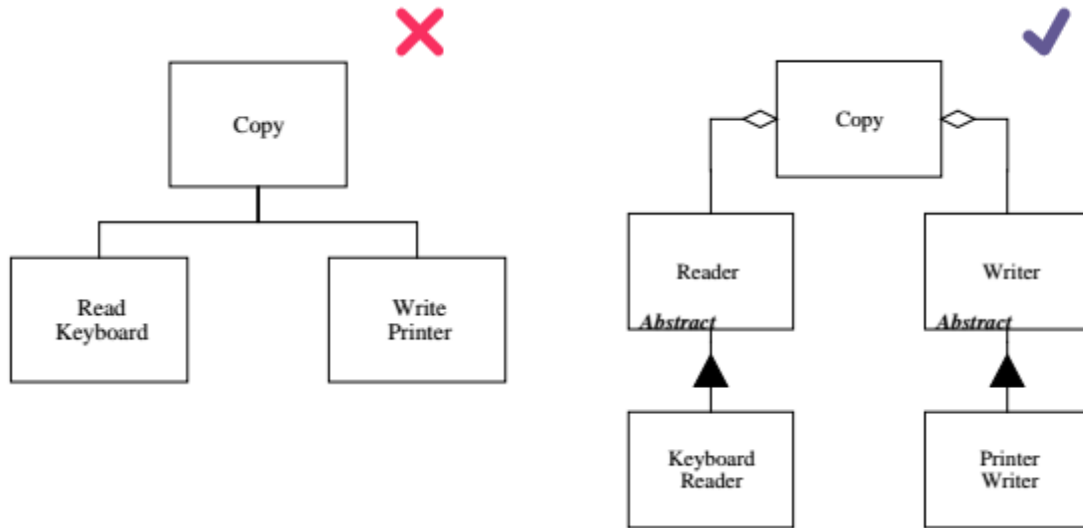 Copy
Read
Keyboard
Write
Printer
Copy
Reader
Abstract
Writer
Abstract
Keyboard
Reader
Printer
Writer